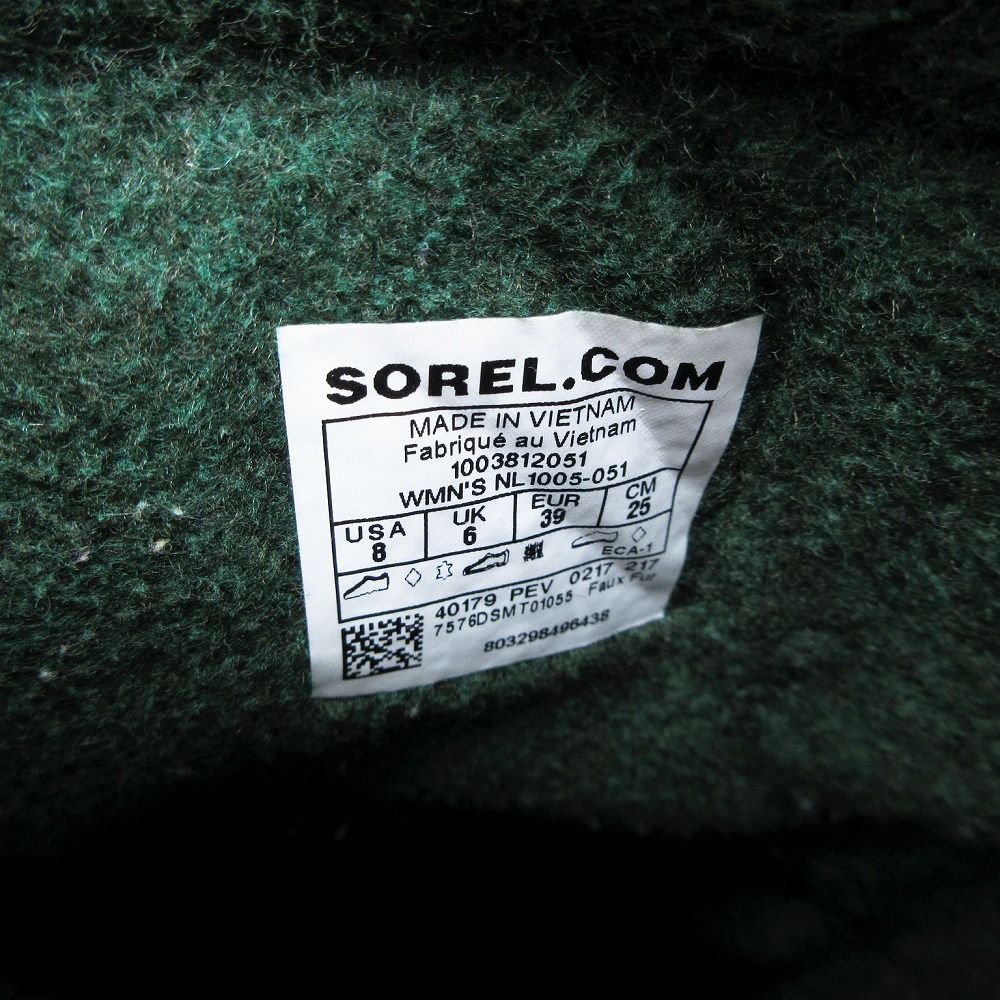 SOREL.COM
MADE IN VIETNAM
Fabriqué au Vietnam
1003812051
WMN'S NL1005-051
USA UK EUR CM
8 6 39 25
ECA-1
40179 PEV 0217 217
7576DSMT01055 Faux Fur
803298496438